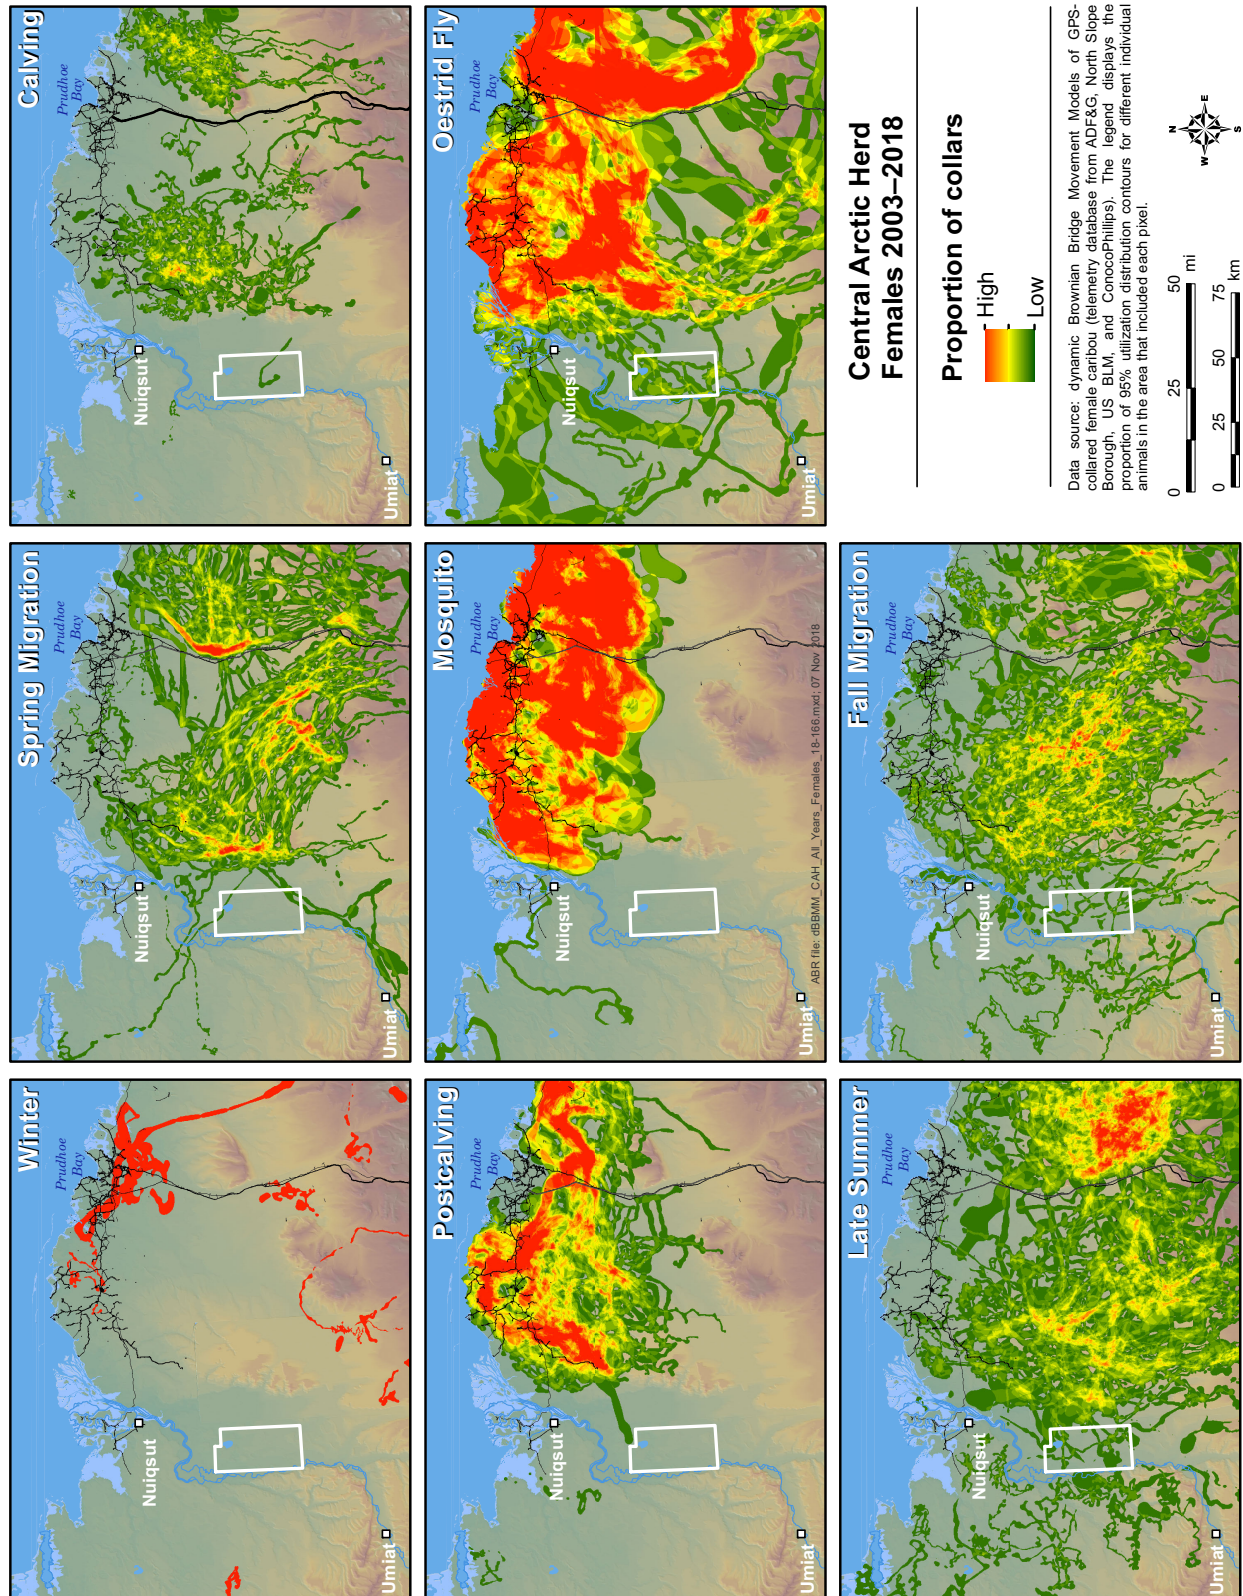 Winter
Prudhoe
Bay
Nuiqsut
Umiat
Spring Migration
Prudhoe
Bay
Nuiqsut
Umiat
Calving
Prudhoe
Bay
Nuiqsut
Umiat
Postcalving
Prudhoe
Bay
Nuiqsut
Umiat
Mosquito
Prudhoe
Bay
Nuiqsut
Umiat
ABR file: dBBMM_CAH_All_Years_Females_18-166.mxd; 07 Nov 2018
Oestrid Fly
Prudhoe
Bay
Nuiqsut
Umiat
Late Summer
Prudhoe
Bay
Nuiqsut
Umiat
Fall Migration
Prudhoe
Bay
Nuiqsut
Umiat
Central Arctic Herd
Females 2003–2018
Proportion of collars
High
Low
Data source: dynamic Brownian Bridge Movement Models of GPS-
collared female caribou (telemetry database from ADF&G, North Slope
Borough, US BLM, and ConocoPhillips). The legend displays the
proportion of 95% utilization distribution contours for different individual
animals in the area that included each pixel.
0 25 50
mi
0 25 50 75
km
N
W E
S